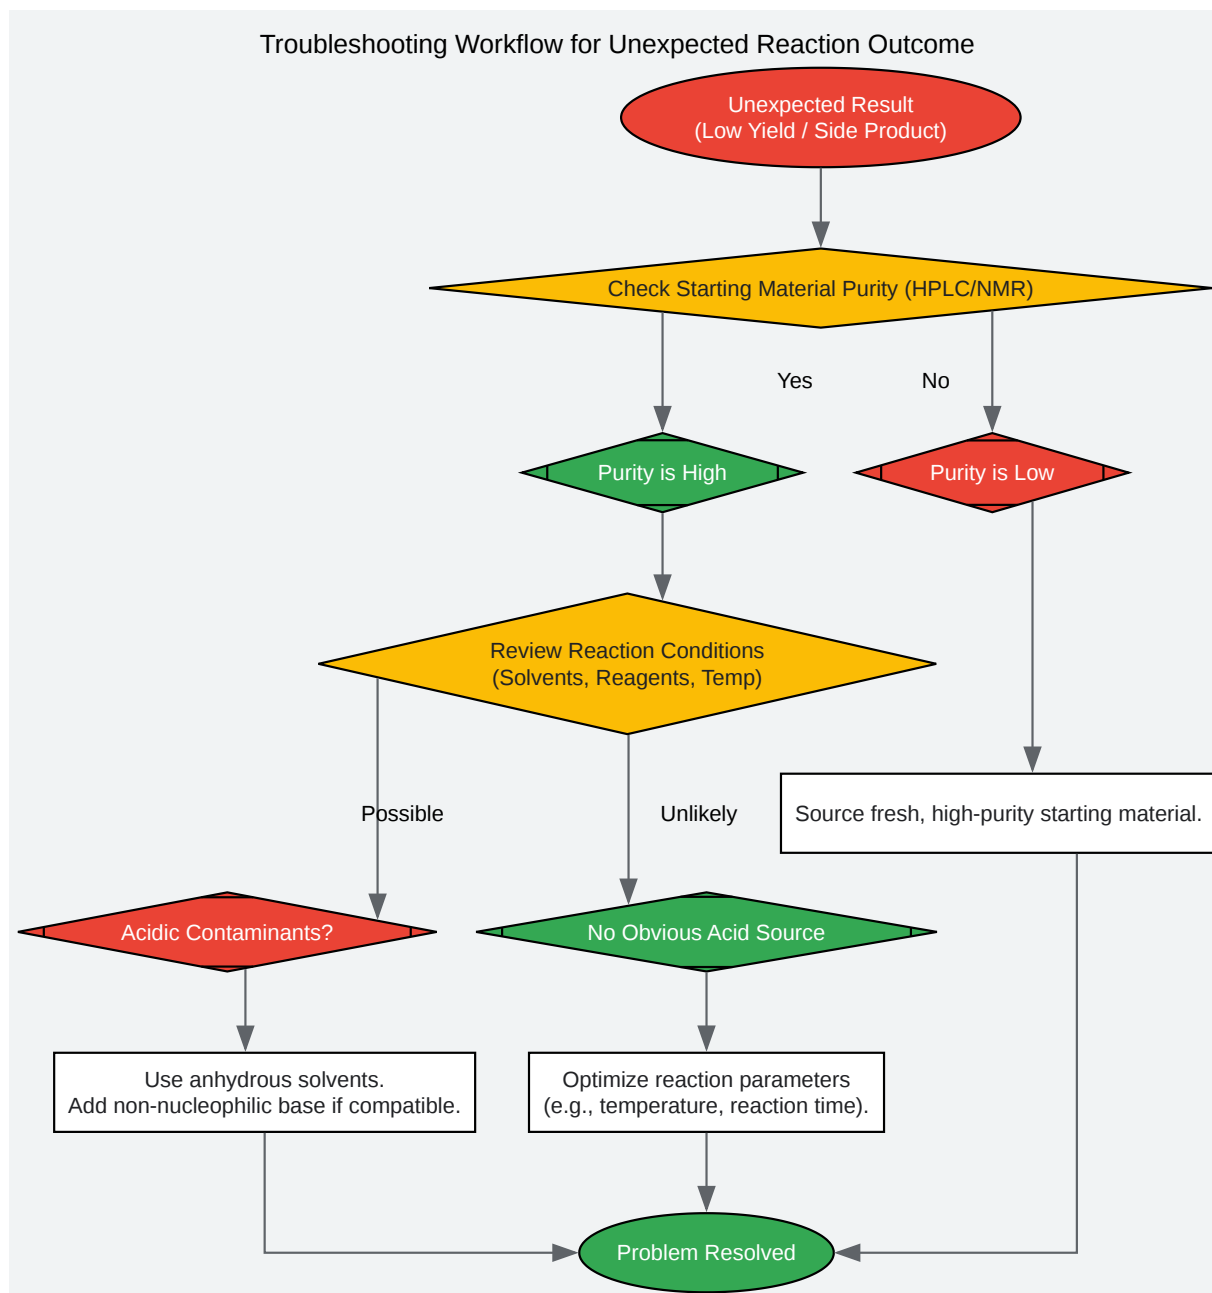 Troubleshooting Workflow for Unexpected Reaction Outcome
Unexpected Result
(Low Yield / Side Product)
Check Starting Material Purity (HPLC/NMR)
Yes
No
Purity is High
Purity is Low
Review Reaction Conditions
(Solvents, Reagents, Temp)
Possible
Unlikely
Source fresh, high-purity starting material.
Acidic Contaminants?
No Obvious Acid Source
Use anhydrous solvents.
Add non-nucleophilic base if compatible.
Optimize reaction parameters
(e.g., temperature, reaction time).
Problem Resolved